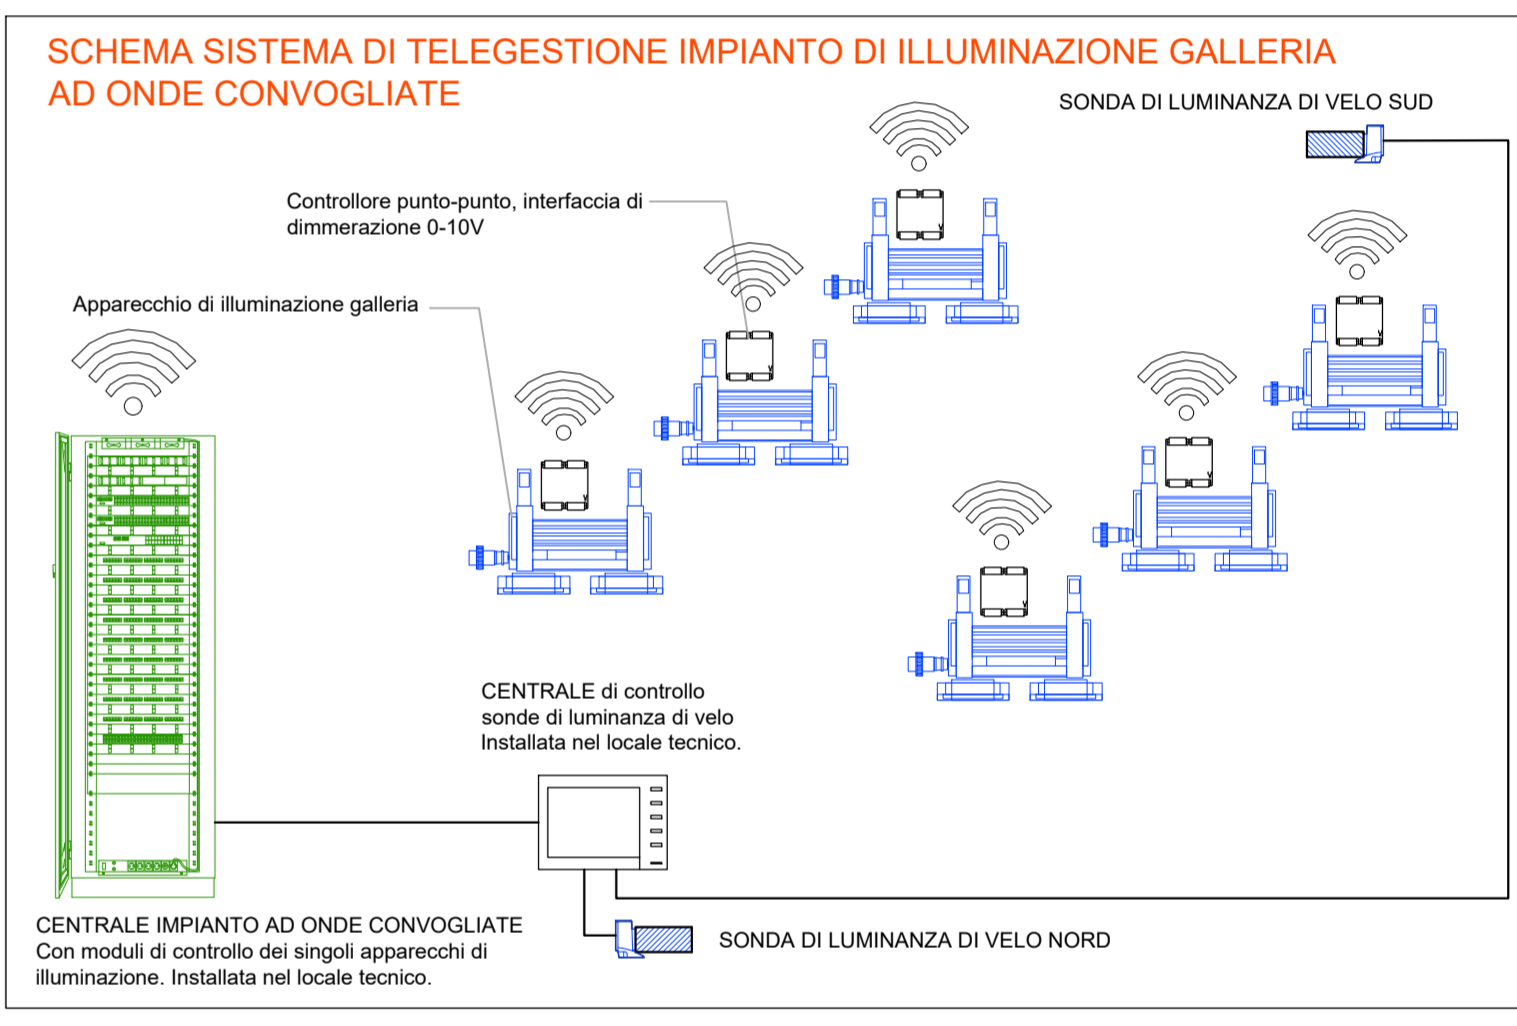 SCHEMA SISTEMA DI TELEGESTIONE IMPIANTO DI ILLUMINAZIONE GALLERIA
AD ONDE CONVOGLIATE
SONDA DI LUMINANZA DI VELO SUD
Controllore punto-punto, interfaccia di
dimmerazione 0-10V
Apparecchio di illuminazione galleria
CENTRALE di controllo
sonde di luminanza di velo
Installata nel locale tecnico.
CENTRALE IMPIANTO AD ONDE CONVOGLIATE
Con moduli di controllo dei singoli apparecchi di
illuminazione. Installata nel locale tecnico.
SONDA DI LUMINANZA DI VELO NORD